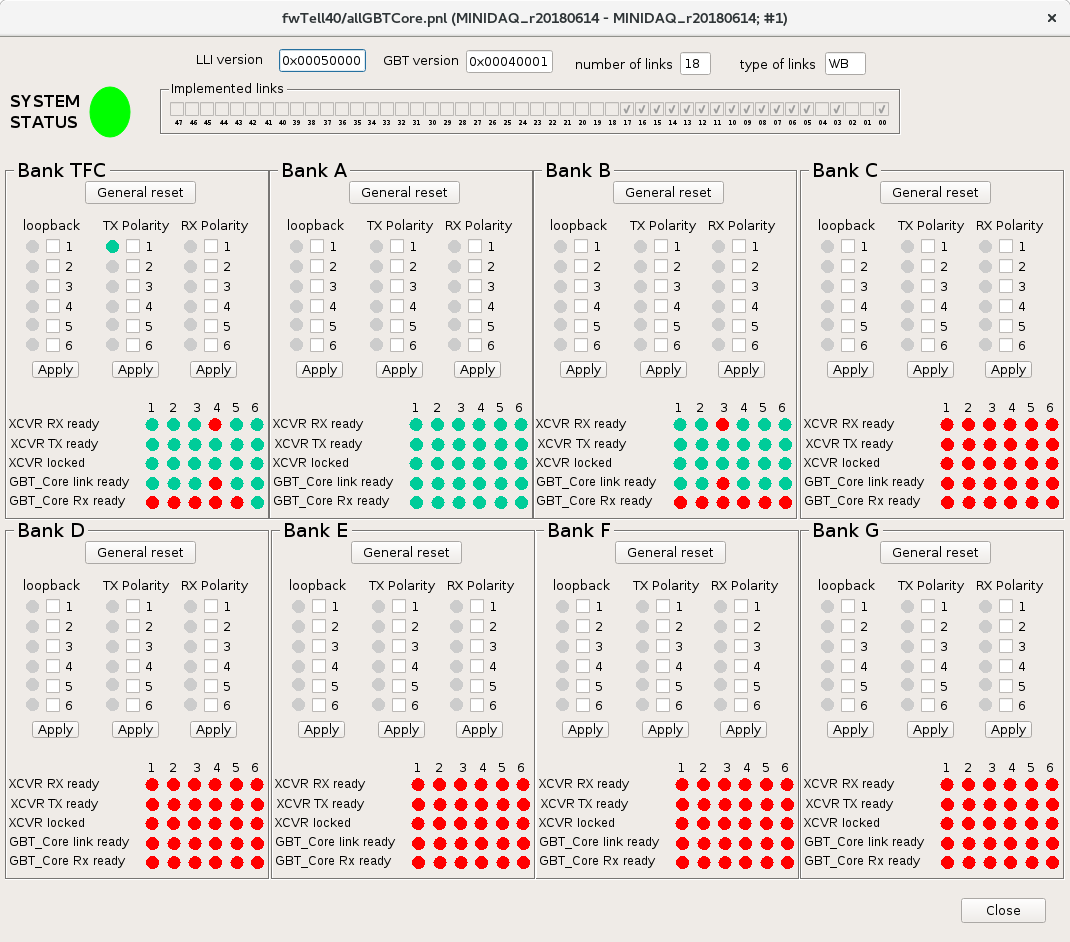 fwTell40/allGBTCore.pnl (MINIDAQ_r20180614 - MINIDAQ_r20180614; #1)
LLI version 0x00050000 GBT version 0x00040001 number of links 18 type of links WB
Implemented links
SYSTEM
STATUS
47 46 45 44 43 42 41 40 39 38 37 36 35 34 33 32 31 30 29 28 27 26 25 24 23 22 21 20 19 18 17 16 15 14 13 12 11 10 09 08 07 06 05 04 03 02 01 00
Bank TFC
General reset
loopback TX Polarity RX Polarity
1 1 1
2 2 2
3 3 3
4 4 4
5 5 5
6 6 6
Apply Apply Apply
1 2 3 4 5 6
XCVR RX ready
XCVR TX ready
XCVR locked
GBT_Core link ready
GBT_Core Rx ready
Bank A
General reset
loopback TX Polarity RX Polarity
1 1 1
2 2 2
3 3 3
4 4 4
5 5 5
6 6 6
Apply Apply Apply
1 2 3 4 5 6
XCVR RX ready
XCVR TX ready
XCVR locked
GBT_Core link ready
GBT_Core Rx ready
Bank B
General reset
loopback TX Polarity RX Polarity
1 1 1
2 2 2
3 3 3
4 4 4
5 5 5
6 6 6
Apply Apply Apply
1 2 3 4 5 6
XCVR RX ready
XCVR TX ready
XCVR locked
GBT_Core link ready
GBT_Core Rx ready
Bank C
General reset
loopback TX Polarity RX Polarity
1 1 1
2 2 2
3 3 3
4 4 4
5 5 5
6 6 6
Apply Apply Apply
1 2 3 4 5 6
XCVR RX ready
XCVR TX ready
XCVR locked
GBT_Core link ready
GBT_Core Rx ready
Bank D
General reset
loopback TX Polarity RX Polarity
1 1 1
2 2 2
3 3 3
4 4 4
5 5 5
6 6 6
Apply Apply Apply
1 2 3 4 5 6
XCVR RX ready
XCVR TX ready
XCVR locked
GBT_Core link ready
GBT_Core Rx ready
Bank E
General reset
loopback TX Polarity RX Polarity
1 1 1
2 2 2
3 3 3
4 4 4
5 5 5
6 6 6
Apply Apply Apply
1 2 3 4 5 6
XCVR RX ready
XCVR TX ready
XCVR locked
GBT_Core link ready
GBT_Core Rx ready
Bank F
General reset
loopback TX Polarity RX Polarity
1 1 1
2 2 2
3 3 3
4 4 4
5 5 5
6 6 6
Apply Apply Apply
1 2 3 4 5 6
XCVR RX ready
XCVR TX ready
XCVR locked
GBT_Core link ready
GBT_Core Rx ready
Bank G
General reset
loopback TX Polarity RX Polarity
1 1 1
2 2 2
3 3 3
4 4 4
5 5 5
6 6 6
Apply Apply Apply
1 2 3 4 5 6
XCVR RX ready
XCVR TX ready
XCVR locked
GBT_Core link ready
GBT_Core Rx ready
Close